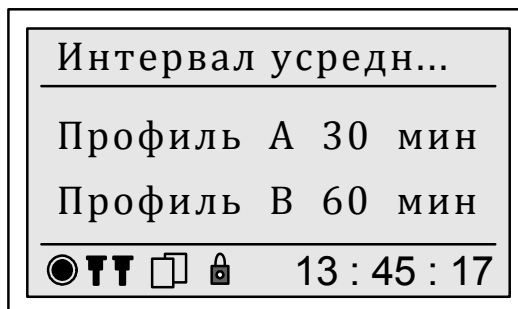 Интервал усредн...
Профиль А 30 мин
Профиль В 60 мин
13 : 45 : 17